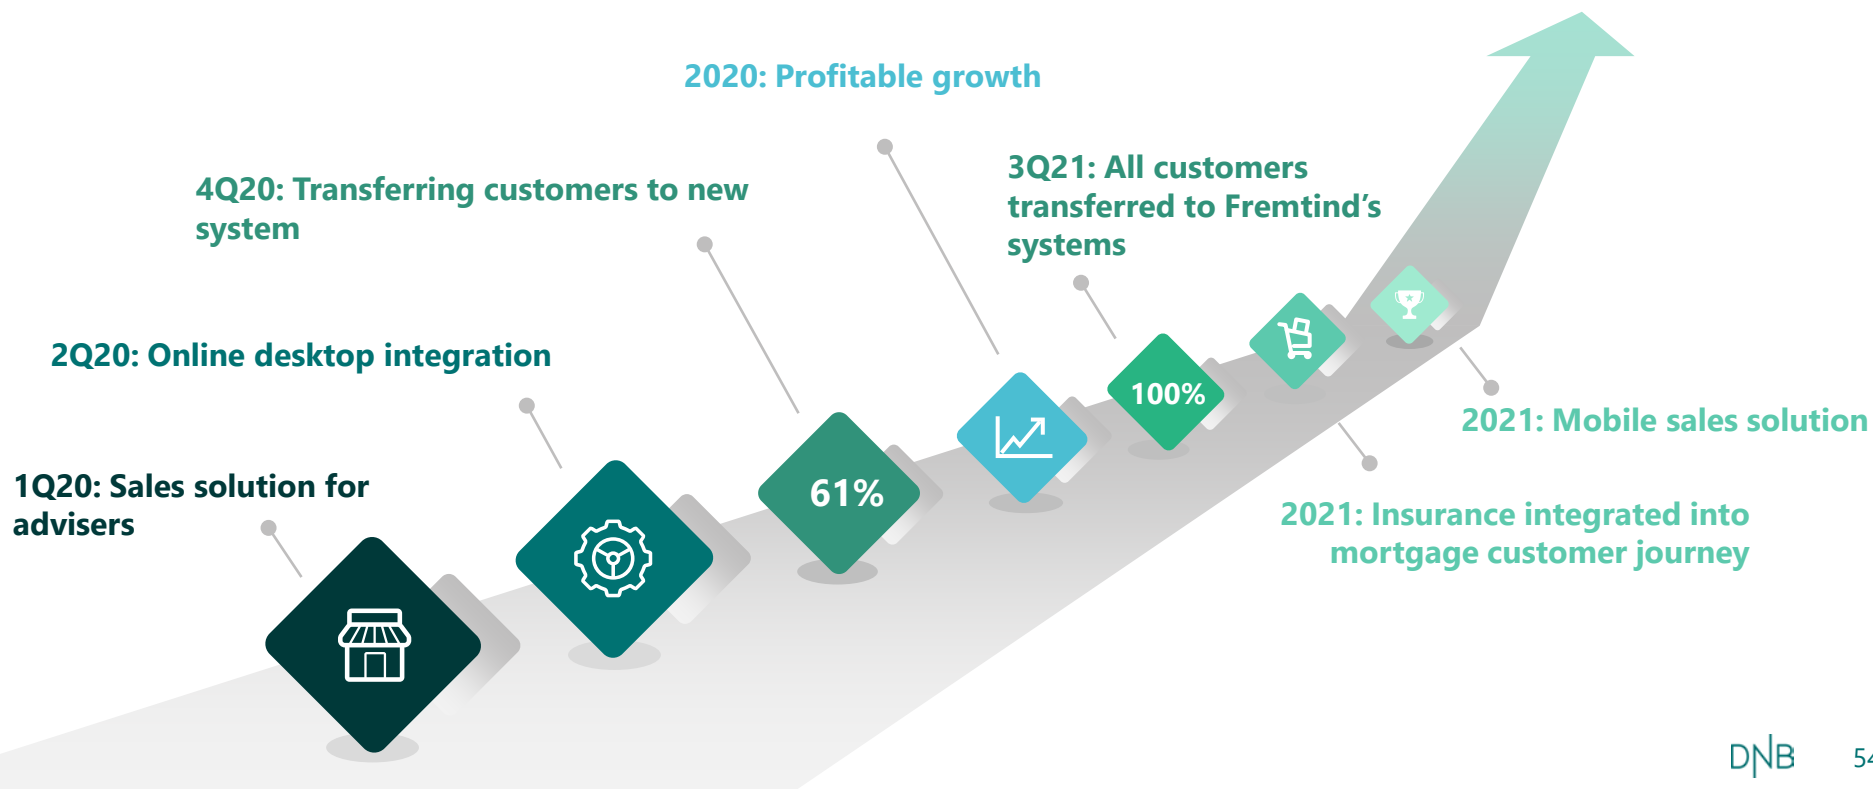 2020: Profitable growth
4Q20: Transferring customers to new
system
3Q21: All customers
transferred to Fremtind’s
systems
2Q20: Online desktop integration
1Q20: Sales solution for
advisers
61%
100%
2021: Mobile sales solution
2021: Insurance integrated into
mortgage customer journey
DNB
54